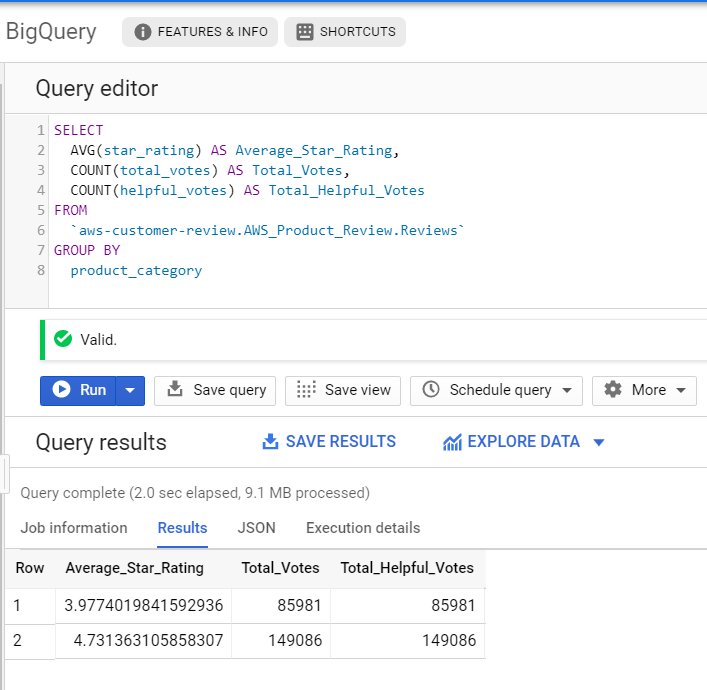 BigQuery FEATURES & INFO SHORTCUTS
Query editor
1 SELECT
2 AVG(star_rating) AS Average_Star_Rating,
3 COUNT(total_votes) AS Total_Votes,
4 COUNT(helpful_votes) AS Total_Helpful_Votes
5 FROM
6 `aws-customer-review.AWS_Product_Review.Reviews`
7 GROUP BY
8 product_category
Valid.
Run Save query Save view Schedule query More
Query results SAVE RESULTS EXPLORE DATA
Query complete (2.0 sec elapsed, 9.1 MB processed)
Job information Results JSON Execution details
Row Average_Star_Rating Total_Votes Total_Helpful_Votes
1 3.9774019841592936 85981 85981
2 4.731363105858307 149086 149086